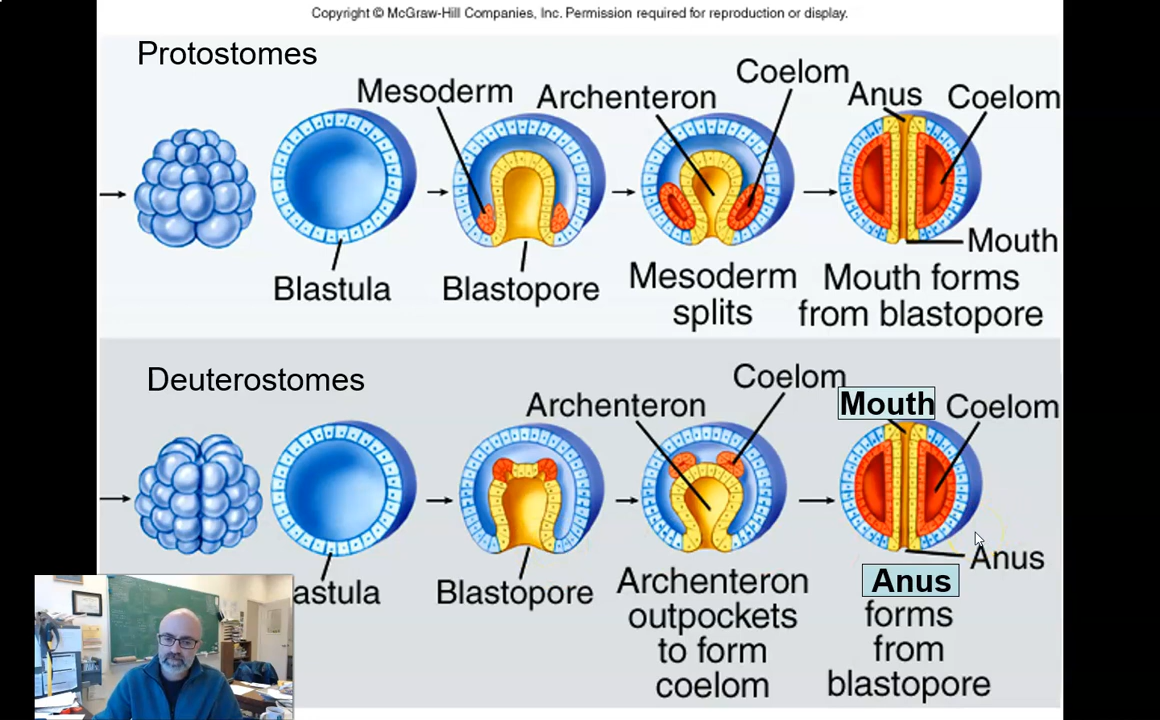 Copyright © McGraw-Hill Companies, Inc. Permission required for reproduction or display.
Protostomes
Mesoderm
Archenteron
Coelom
Anus
Coelom
Mouth
Blastula
Blastopore
Mesoderm
splits
Mouth forms
from blastopore
Deuterostomes
Archenteron
Coelom
Mouth
Coelom
Anus
astula
Blastopore
Archenteron
outpockets
to form
coelom
Anus
forms
from
blastopore